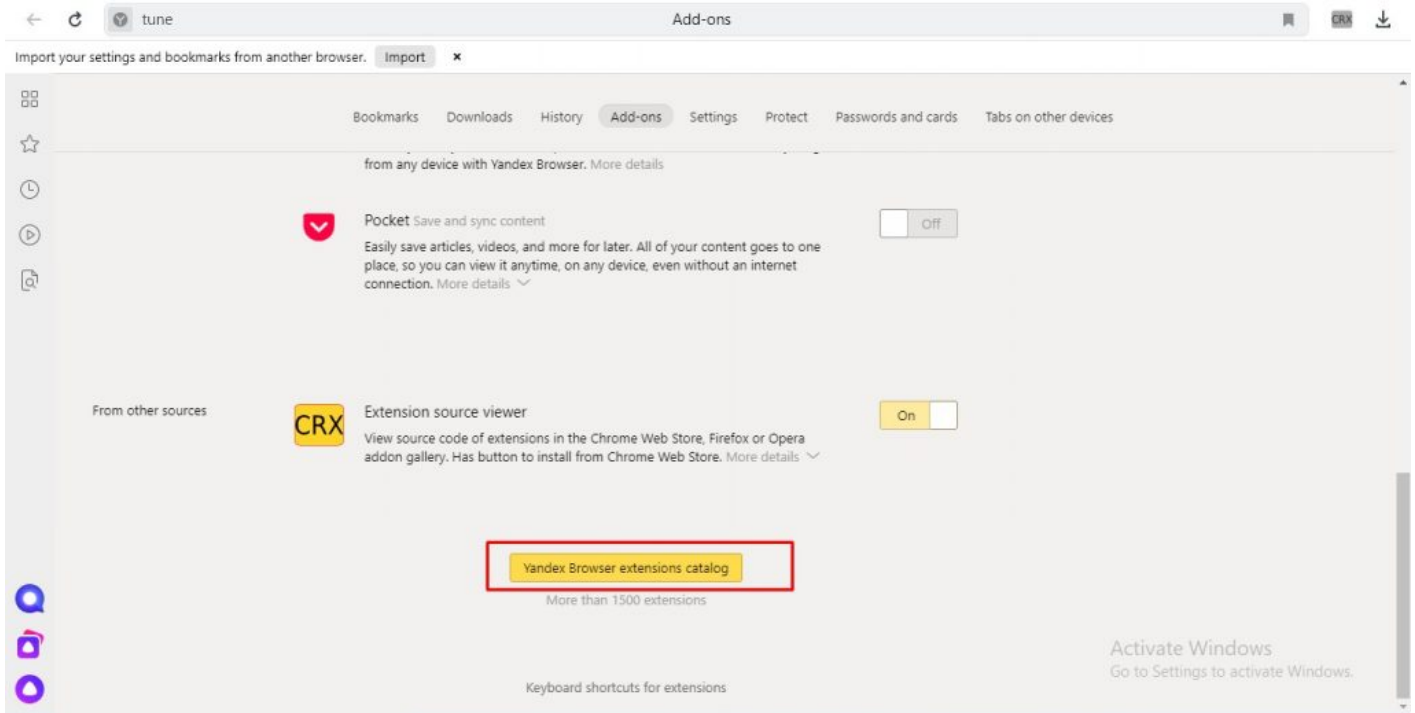 tune
Add-ons
CRX
Import your settings and bookmarks from another browser. Import ×
Bookmarks Downloads History Add-ons Settings Protect Passwords and cards Tabs on other devices
from any device with Yandex Browser. More details
Pocket Save and sync content
Off
Easily save articles, videos, and more for later. All of your content goes to one
place, so you can view it anytime, on any device, even without an internet
connection. More details
From other sources
CRX
Extension source viewer
On
View source code of extensions in the Chrome Web Store, Firefox or Opera
addon gallery. Has button to install from Chrome Web Store. More details
Yandex Browser extensions catalog
More than 1500 extensions
Activate Windows
Go to Settings to activate Windows.
Keyboard shortcuts for extensions